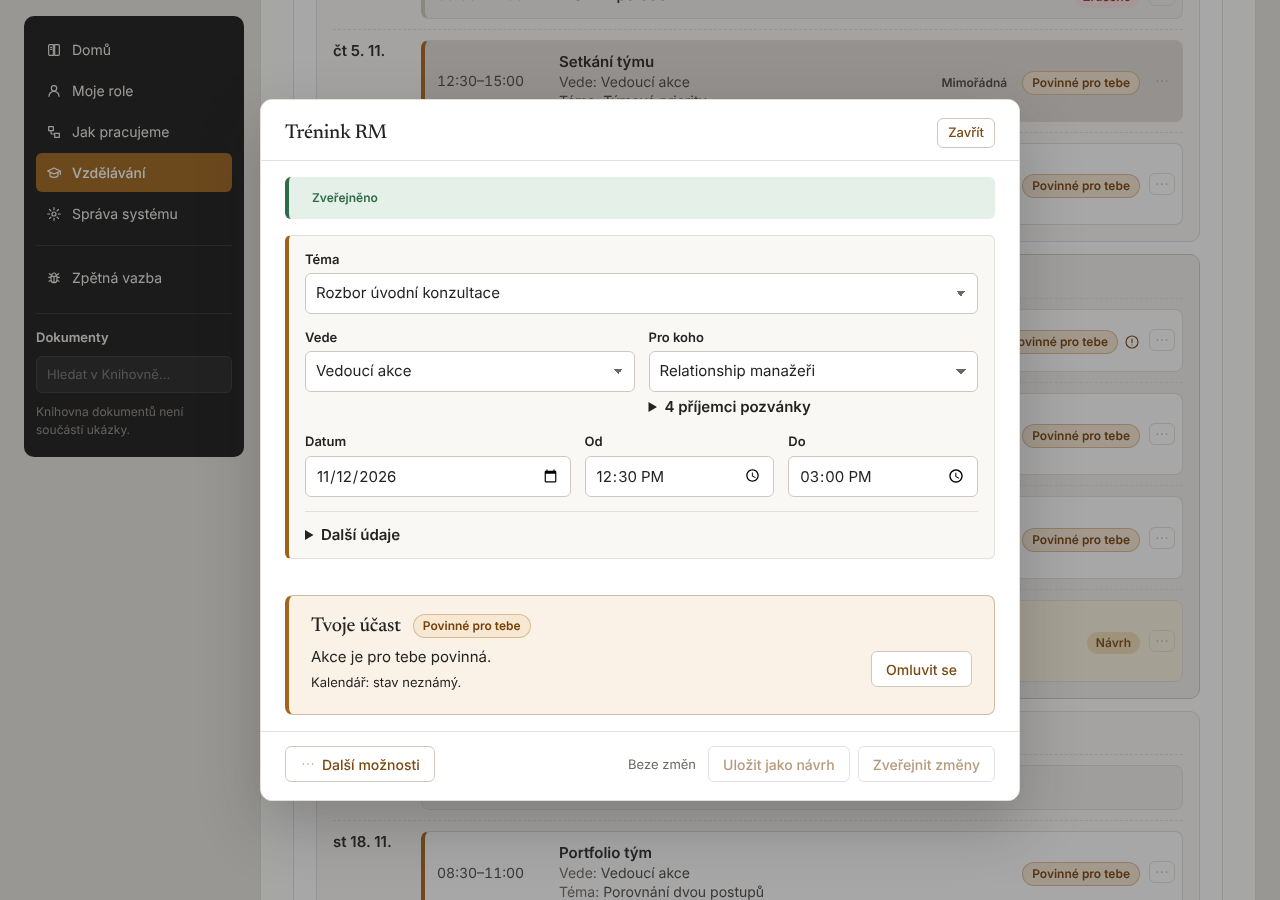 Domů
Moje role
Jak pracujeme
Vzdělávání
Správa systému
Zpětná vazba
Dokumenty
Hledat v Knihovně...
Knihovna dokumentů není
součástí ukázky.
čt 5. 11.
12:30–15:00
Setkání týmu
Vede: Vedoucí akce
Mimořádná
Povinné pro tebe
Povinné pro tebe
Povinné pro tebe
Povinné pro tebe
Povinné pro tebe
Návrh
Trénink RM
Zavřít
Zveřejněno
Téma
Rozbor úvodní konzultace
Vede
Pro koho
Vedoucí akce
Relationship manažeři
4 příjemci pozvánky
Datum
Od
Do
11/12/2026
12:30 PM
03:00 PM
Další údaje
Tvoje účast
Povinné pro tebe
Akce je pro tebe povinná.
Kalendář: stav neznámý.
Omluvit se
··· Další možnosti
Beze změn
Uložit jako návrh
Zveřejnit změny
st 18. 11.
08:30–11:00
Portfolio tým
Vede: Vedoucí akce
Téma: Porovnání dvou postupů
Povinné pro tebe